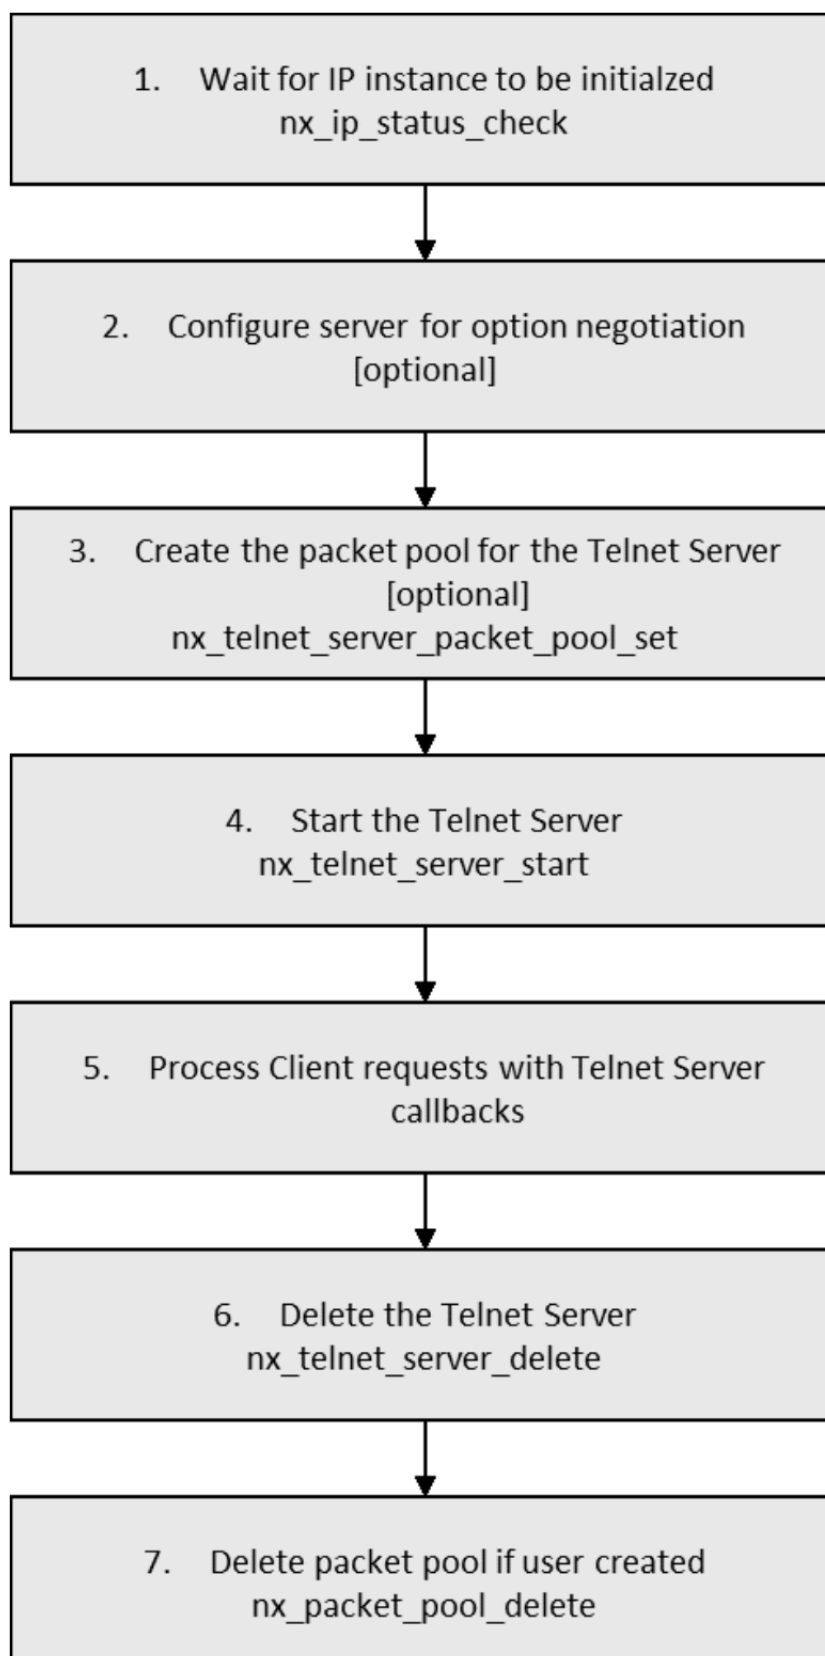 1. Wait for IP instance to be initialzed
nx_ip_status_check
2. Configure server for option negotiation
[optional]
3. Create the packet pool for the Telnet Server
[optional]
nx_telnet_server_packet_pool_set
4. Start the Telnet Server
nx_telnet_server_start
5. Process Client requests with Telnet Server
callbacks
6. Delete the Telnet Server
nx_telnet_server_delete
7. Delete packet pool if user created
nx_packet_pool_delete